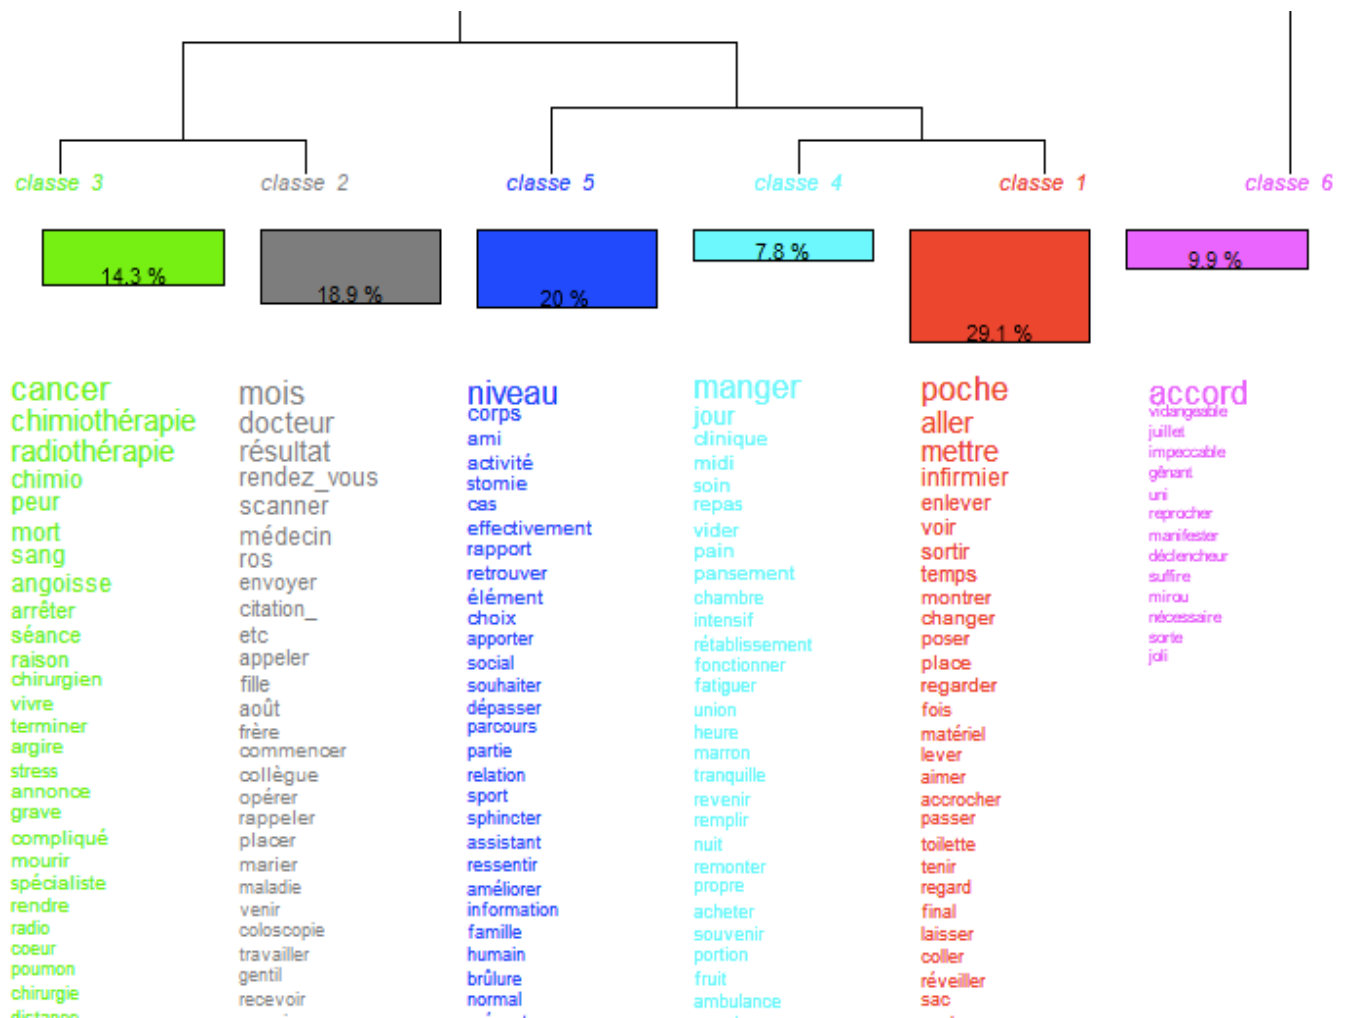 classe 3
classe 2
classe 5
classe 4
classe 1
classe 6
14.3 %
18.9 %
20 %
7.8 %
29.1 %
9.9 %
cancer
chimiothérapie
radiothérapie
chimio
peur
mort
sang
angoisse
arrêter
séance
raison
chirurgien
vivre
terminer
argire
stress
annonce
grave
compliqué
mourir
spécialiste
rendre
radio
coeur
poumon
chirurgie
distance
mois
docteur
résultat
rendez_vous
scanner
médecin
ros
envoyer
citation_
etc
appeler
fille
août
frère
commencer
collègue
opérer
rappeler
placer
marier
maladie
venir
coloscopie
travailler
gentil
recevoir
niveau
corps
ami
activité
stomie
cas
effectivement
rapport
retrouver
élément
choix
apporter
social
souhaiter
dépasser
parcours
partie
relation
sport
sphincter
assistant
ressentir
améliorer
information
famille
humain
brûlure
normal
manger
jour
clinique
midi
soin
repas
vider
pain
pansement
chambre
intensif
rétablissement
fonctionner
fatiguer
union
heure
marron
tranquille
revenir
remplir
nuit
remonter
propre
acheter
souvenir
portion
fruit
ambulance
poche
aller
mettre
infirmier
enlever
voir
sortir
temps
montrer
changer
poser
place
regarder
fois
matériel
lever
aimer
accrocher
passer
toilette
tenir
regard
final
laisser
coller
réveiller
sac
accord
vidangeable
juillet
impeccable
gênant
uni
reprocher
manifester
déclencheur
suffire
mirou
nécessaire
sorte
joli